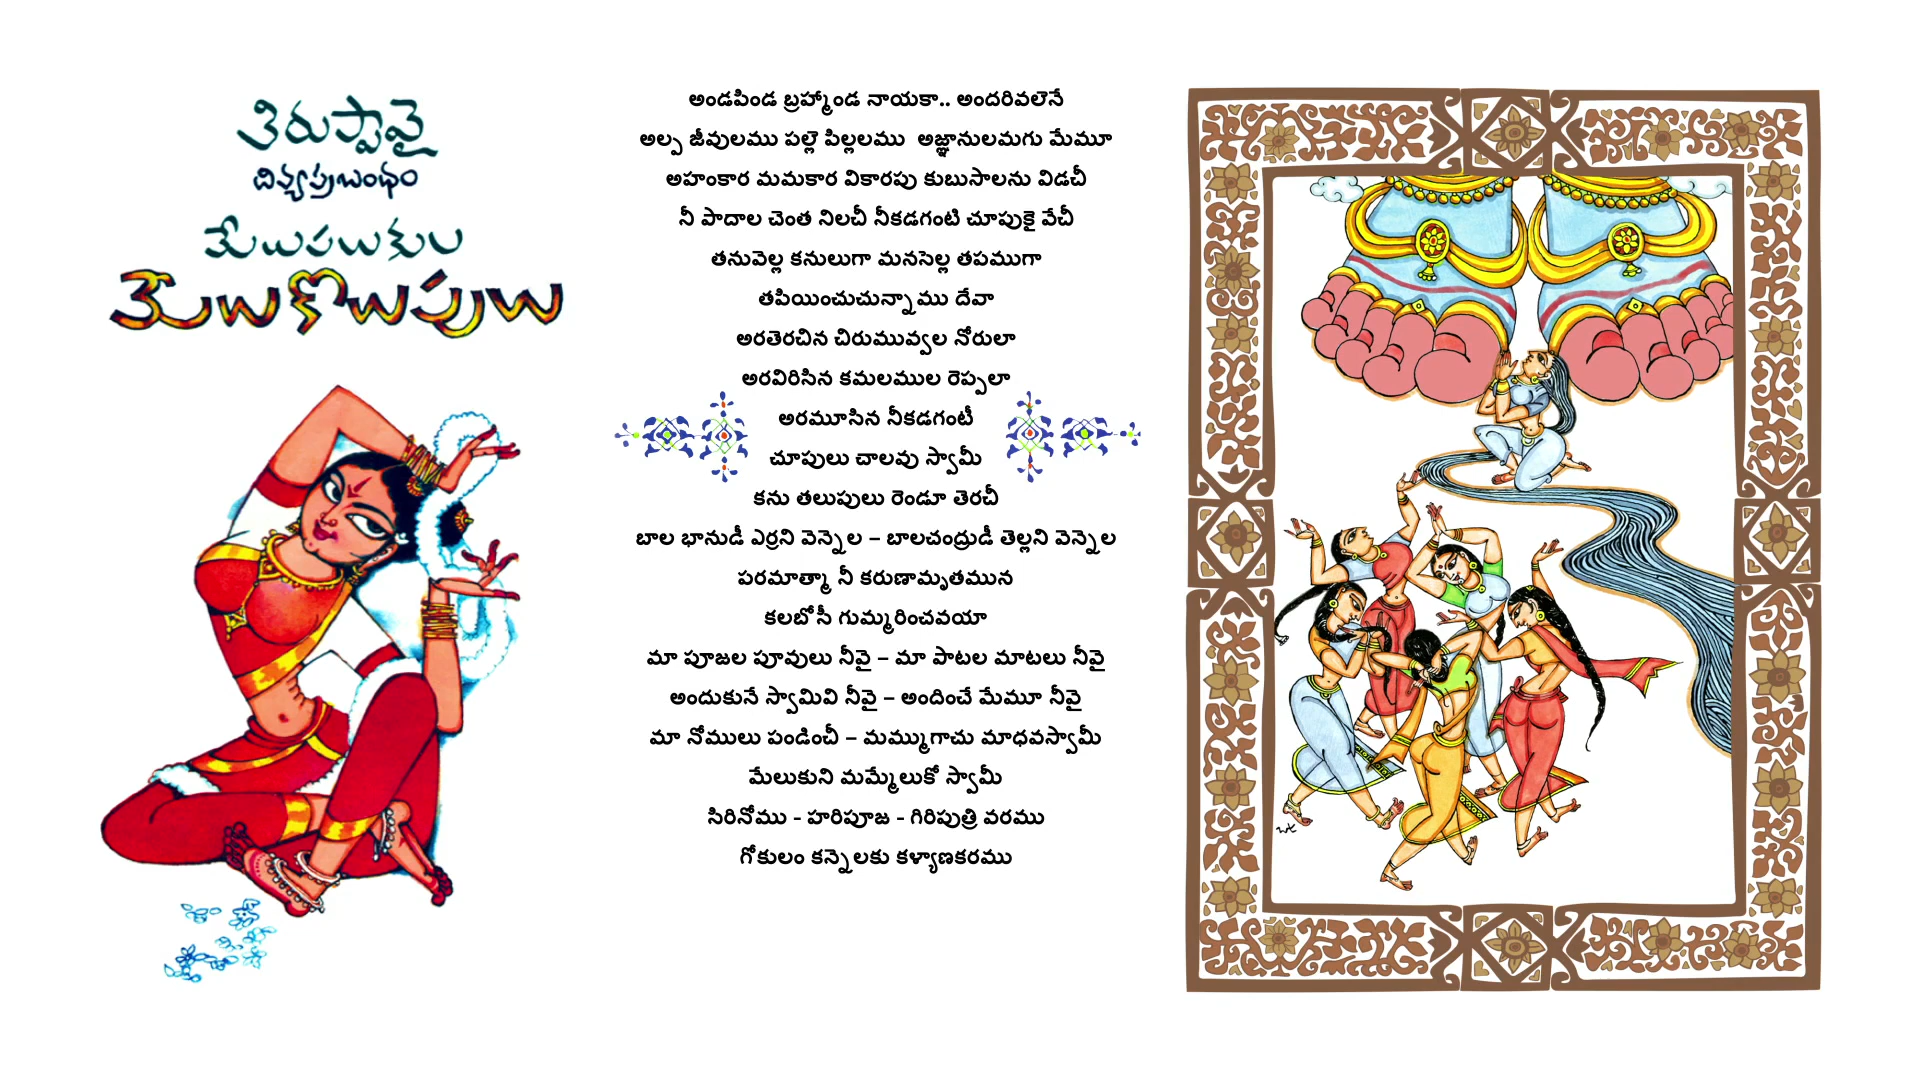 తిరుప్పావై
దివ్యప్రబంధం
మేలుపలుకుల
మేలుకొలుపులు
అండపిండ బ్రహ్మాండ నాయకా.. అందరివలెనే
అల్ప జీవులము పల్లె పిల్లలము అజ్ఞానులమగు మేమూ
అహంకార మమకార వికారపు కుబుసాలను విడచీ
నీ పాదాల చెంత నిలచీ నీకడగంటి చూపుకై వేచీ
తనువెల్ల కనులుగా మనసెల్ల తపముగా
తపియించుచున్నాము దేవా
అరతెరచిన చిరుమువ్వల నోరులా
అరవిరిసిన కమలముల రెప్పలా
అరమూసిన నీకడగంటీ
చూపులు చాలవు స్వామీ
కను తలుపులు రెండూ తెరచీ
బాల భానుడీ ఎర్రని వెన్నెల – బాలచంద్రుడీ తెల్లని వెన్నెల
పరమాత్మా నీ కరుణామృతమున
కలబోసీ గుమ్మరించవయా
మా పూజల పూవులు నీవై – మా పాటల మాటలు నీవై
అందుకునే స్వామివి నీవై – అందించే మేమూ నీవై
మా నోములు పండించీ – మమ్ముగాచు మాధవస్వామీ
మేలుకుని మమ్మేలుకో స్వామీ
సిరినోము - హరిపూజ - గిరిపుత్రి వరము
గోకులం కన్నెలకు కళ్యాణకరము